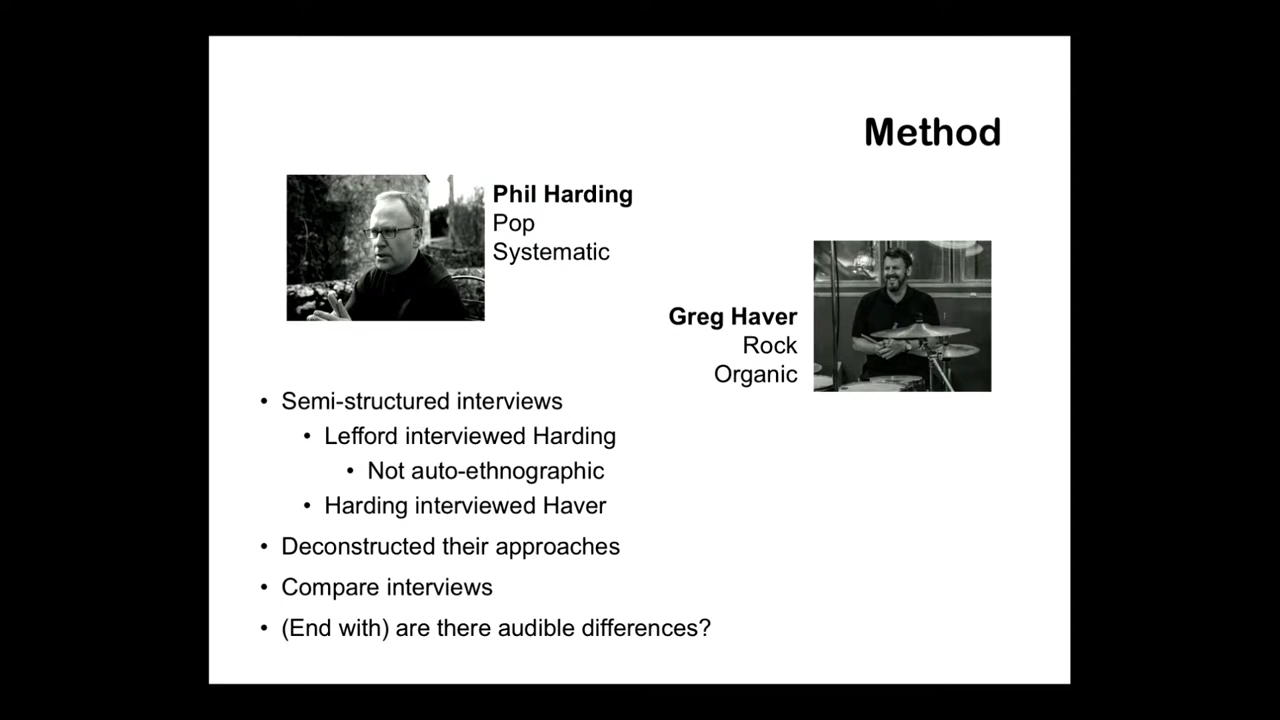 Method
Phil Harding
Pop
Systematic
Greg Haver
Rock
Organic
• Semi-structured interviews
• Lefford interviewed Harding
• Not auto-ethnographic
• Harding interviewed Haver
• Deconstructed their approaches
• Compare interviews
• (End with) are there audible differences?